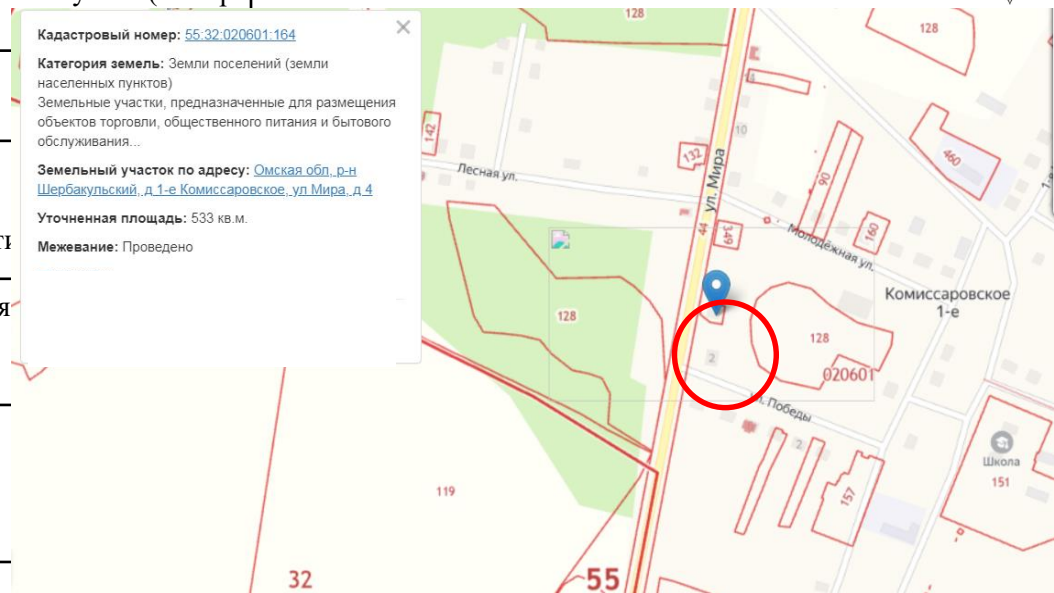 Кадастровый номер: 55:32:020601:164
Категория земель: Земли поселений (земли
населенных пунктов)
Земельные участки, предназначенные для размещения
объектов торговли, общественного питания и бытового
обслуживания...
Земельный участок по адресу: Омская обл, р-н
Шербакульский, д 1-е Комиссаровское, ул Мира, д 4
Уточненная площадь: 533 кв.м.
Межевание: Проведено
я
128
128
14
10
142
132
460
Лесная ул.
ул. Мира
90
44
349
160
Молодёжная ул.
Комиссаровское
1-е
128
128
2
020601
ул. Победы
2
Школа
151
157
119
32
55